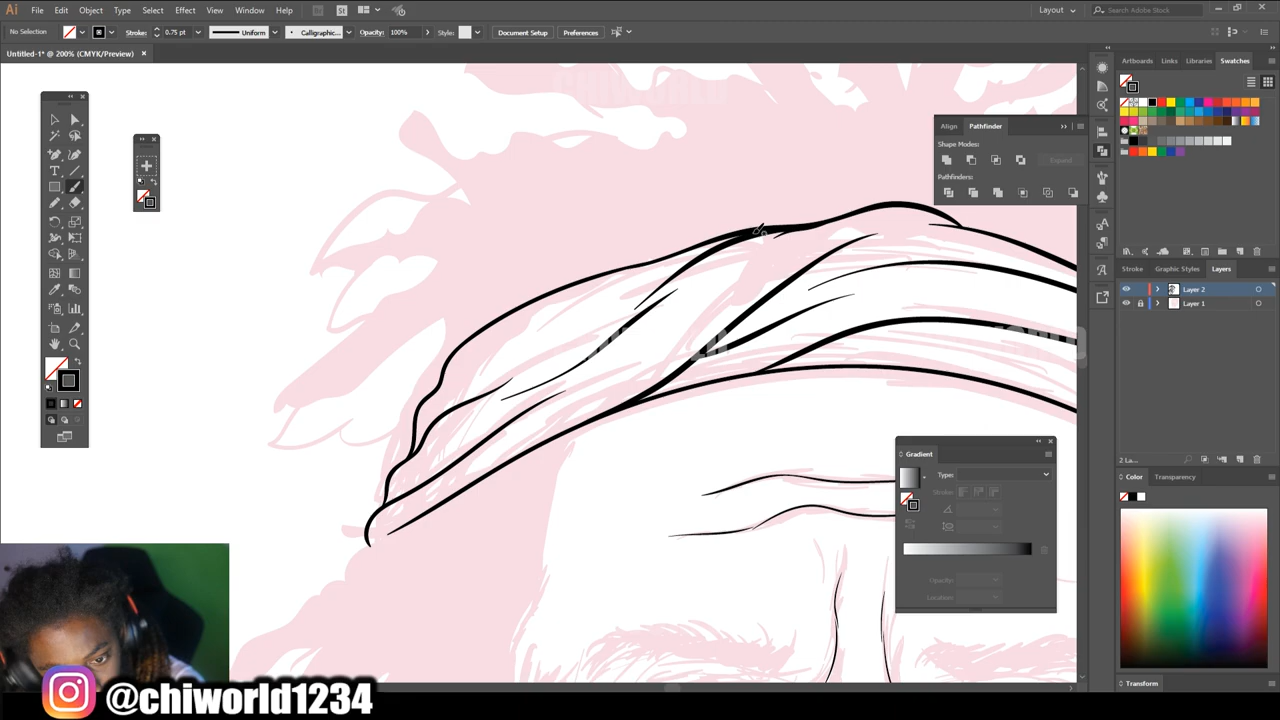 Ai File Edit Object Type Select Effect View Window Help Br St Layout Search Adobe Stock
No Selection Stroke: 0.75 pt Uniform Calligraphic... Opacity: 100% Style: Document Setup Preferences
Untitled-1* @ 200% (CMYK/Preview)
Artboards Links Libraries Swatches
Align Pathfinder
Shape Modes:
Expand
Pathfinders:
Stroke Graphic Styles Layers
Layer 2
Layer 1
2 La...
Gradient
Type:
Stroke:
Opacity:
Location:
Color Transparency
Transform
@chiworld1234